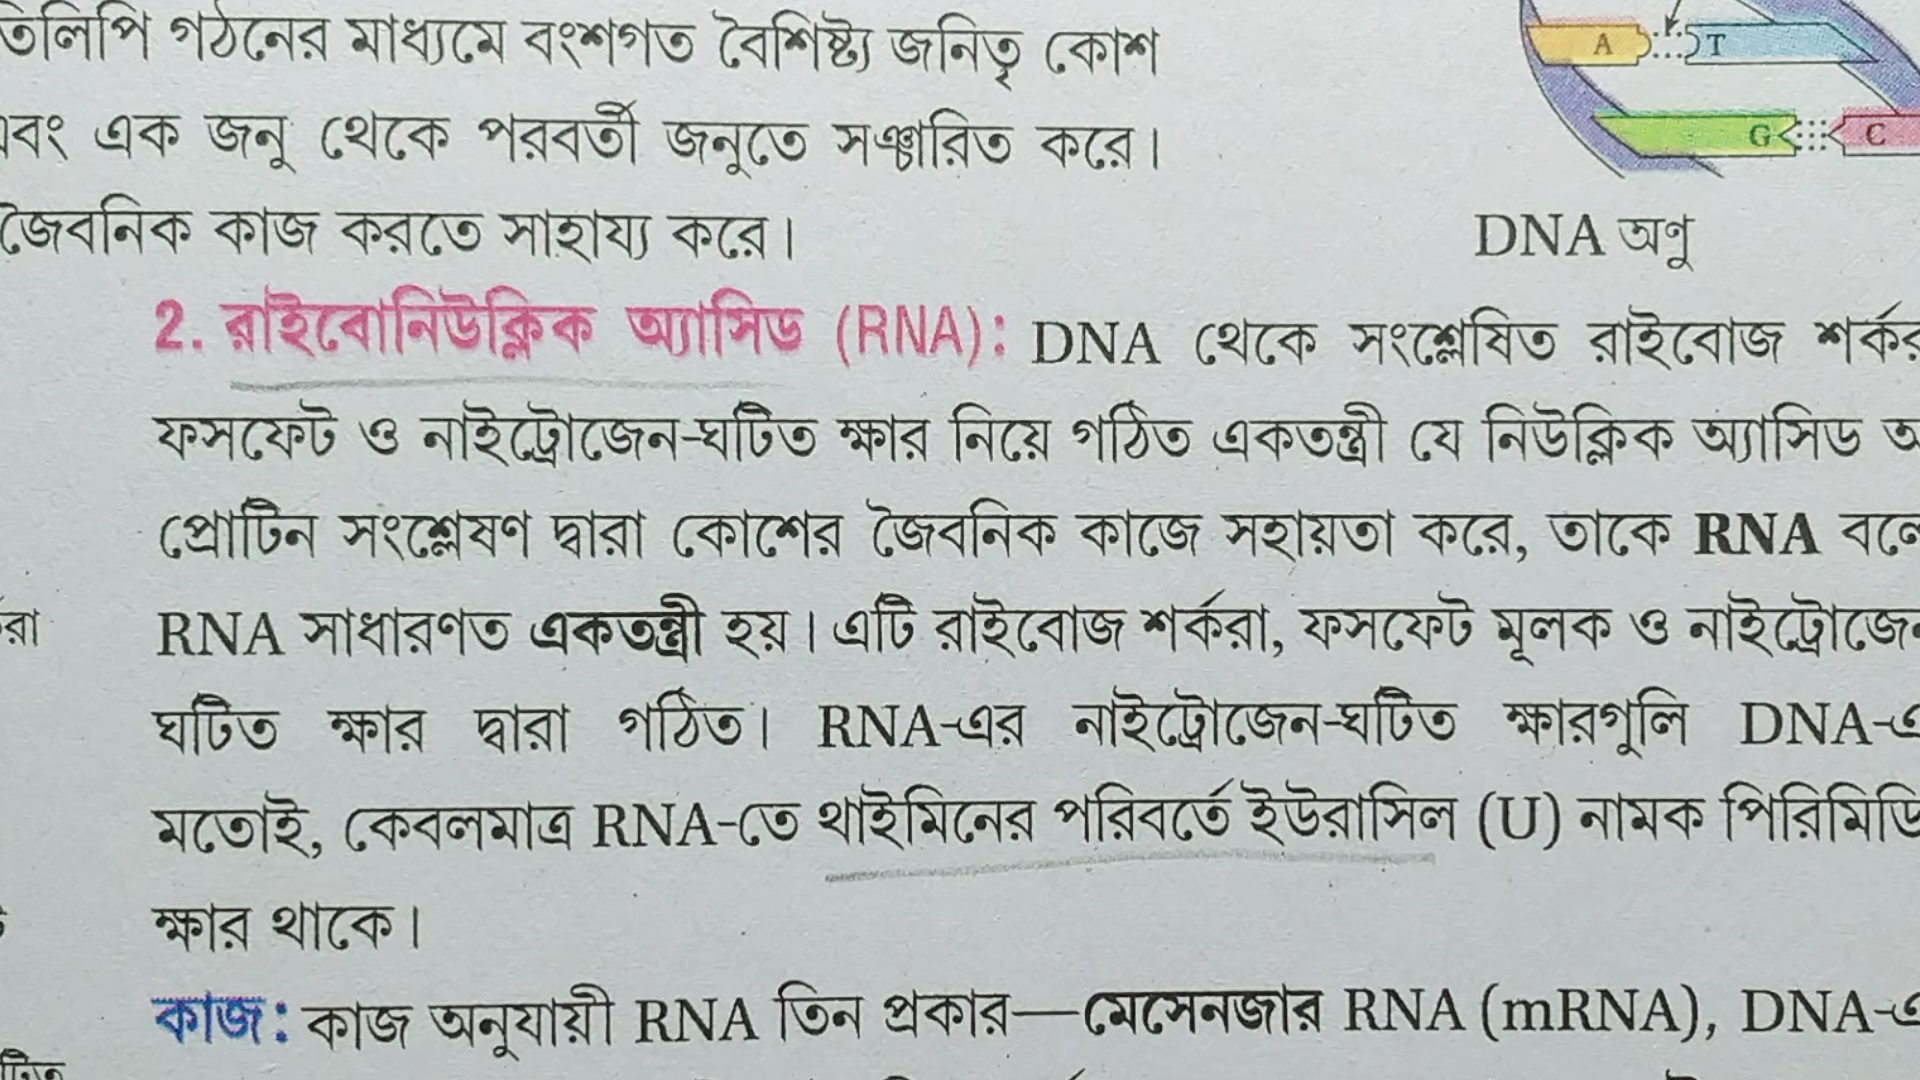 তিলিপি গঠনের মাধ্যমে বংশগত বৈশিষ্ট্য জনিতৃ কোশ
এবং এক জনু থেকে পরবর্তী জনুতে সঞ্চারিত করে।
জৈবনিক কাজ করতে সাহায্য করে।
A T
G C
DNA অণু
2. রাইবোনিউক্লিক অ্যাসিড (RNA): DNA থেকে সংশ্লেষিত রাইবোজ
ফসফেট ও নাইট্রোজেন-ঘটিত ক্ষার নিয়ে গঠিত একতন্ত্রী যে নিউক্লিক অ্যাসিড
প্রোটিন সংশ্লেষণ দ্বারা কোশের জৈবনিক কাজে সহায়তা করে, তাকে RNA বলে
RNA সাধারণত একতন্ত্রী হয়। এটি রাইবোজ শর্করা, ফসফেট মূলক ও নাইট্রোজেন
ঘটিত ক্ষার দ্বারা গঠিত। RNA-এর নাইট্রোজেন-ঘটিত ক্ষারগুলি DNA-এ
মতোই, কেবলমাত্র RNA-তে থাইমিনের পরিবর্তে ইউরাসিল (U) নামক পিরিমিডি
ক্ষার থাকে।
কাজ: কাজ অনুযায়ী RNA তিন প্রকার—মেসেনজার RNA (mRNA), DNA-এ